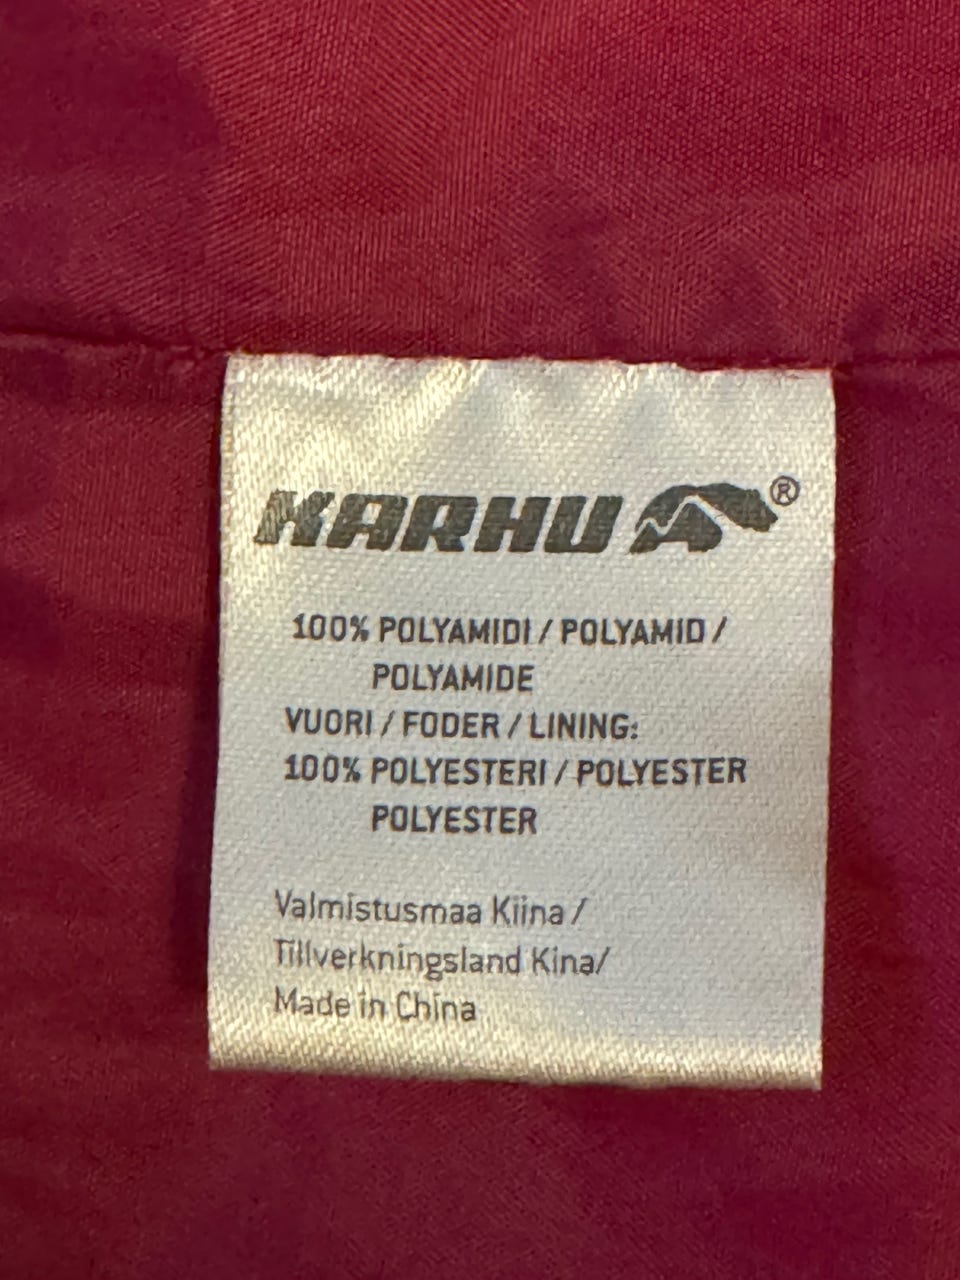 KARHU ®
100% POLYAMIDI / POLYAMID /
POLYAMIDE
VUORI / FODER / LINING:
100% POLYESTERI / POLYESTER
POLYESTER
Valmistusmaa Kiina /
Tillverkningsland Kina/
Made in China